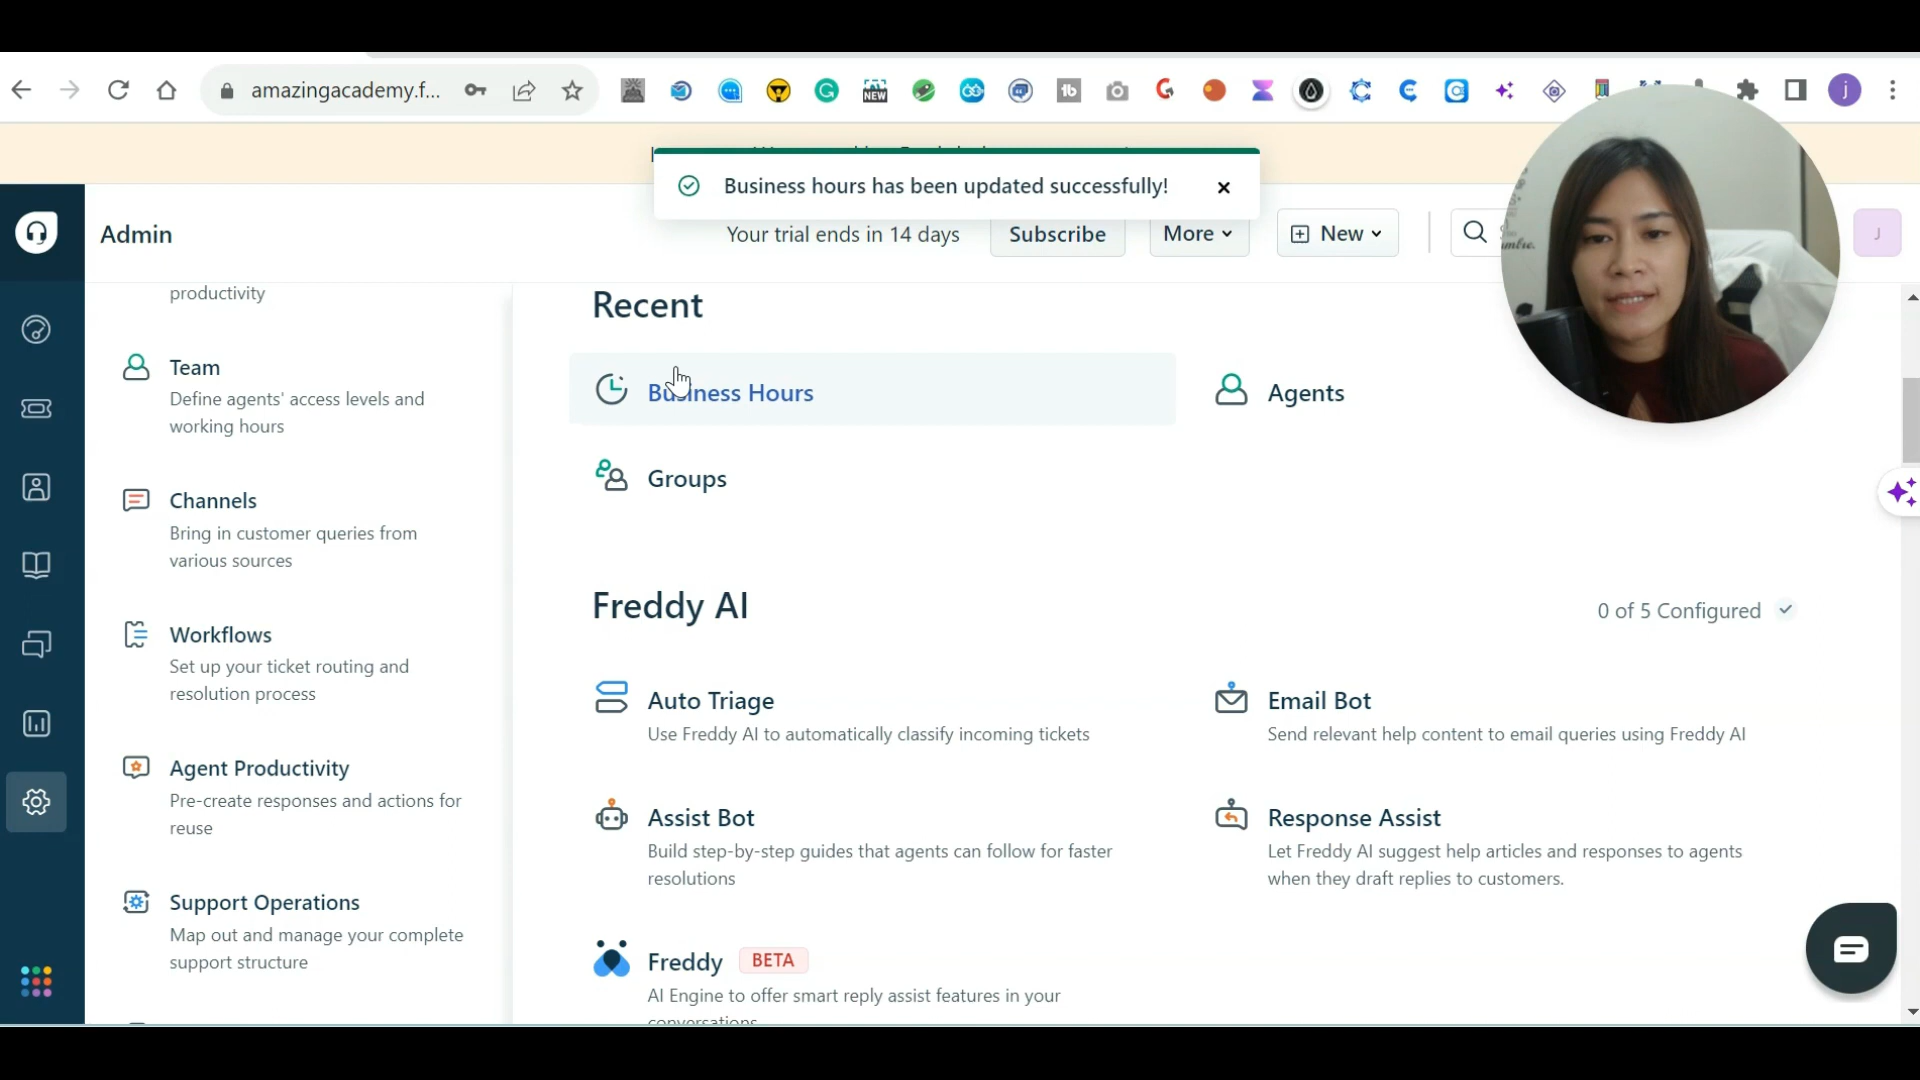 amazingacademy.f...
NEW
1b
j
Business hours has been updated successfully!
Admin
Your trial ends in 14 days
Subscribe
More
New
J
productivity
Team
Define agents' access levels and
working hours
Channels
Bring in customer queries from
various sources
Workflows
Set up your ticket routing and
resolution process
Agent Productivity
Pre-create responses and actions for
reuse
Support Operations
Map out and manage your complete
support structure
Recent
Business Hours
Agents
Groups
Freddy AI
0 of 5 Configured
Auto Triage
Use Freddy AI to automatically classify incoming tickets
Email Bot
Send relevant help content to email queries using Freddy AI
Assist Bot
Build step-by-step guides that agents can follow for faster
resolutions
Response Assist
Let Freddy AI suggest help articles and responses to agents
when they draft replies to customers.
Freddy BETA
AI Engine to offer smart reply assist features in your
conversations